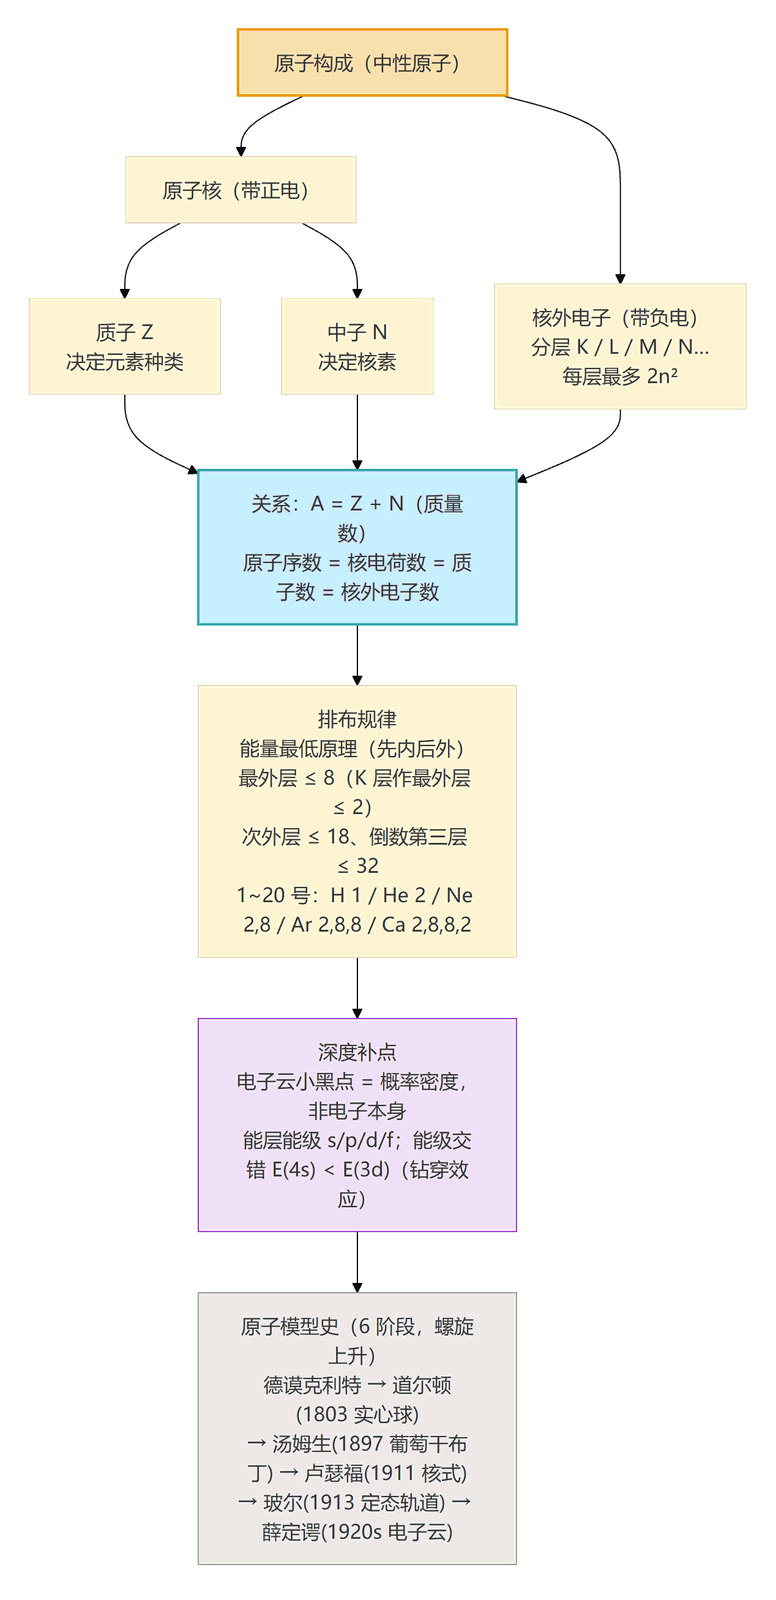 原子构成（中性原子）
原子核（带正电）
质子 Z
决定元素种类
中子 N
决定核素
核外电子（带负电）
分层 K / L / M / N...
每层最多 2n²
关系：A = Z + N（质量
数）
原子序数 = 核电荷数 = 质
子数 = 核外电子数
排布规律
能量最低原理（先内后外）
最外层 ≤ 8（K 层作最外层
≤ 2）
次外层 ≤ 18、倒数第三层
≤ 32
1~20 号：H 1 / He 2 / Ne
2,8 / Ar 2,8,8 / Ca 2,8,8,2
深度补点
电子云小黑点 = 概率密度，
非电子本身
能层能级 s/p/d/f；能级交
错 E(4s) < E(3d)（钻穿效
应）
原子模型史（6 阶段，螺旋
上升）
德谟克利特 → 道尔顿
(1803 实心球)
→ 汤姆生(1897 葡萄干布
丁) → 卢瑟福(1911 核式)
→ 玻尔(1913 定态轨道) →
薛定谔(1920s 电子云)